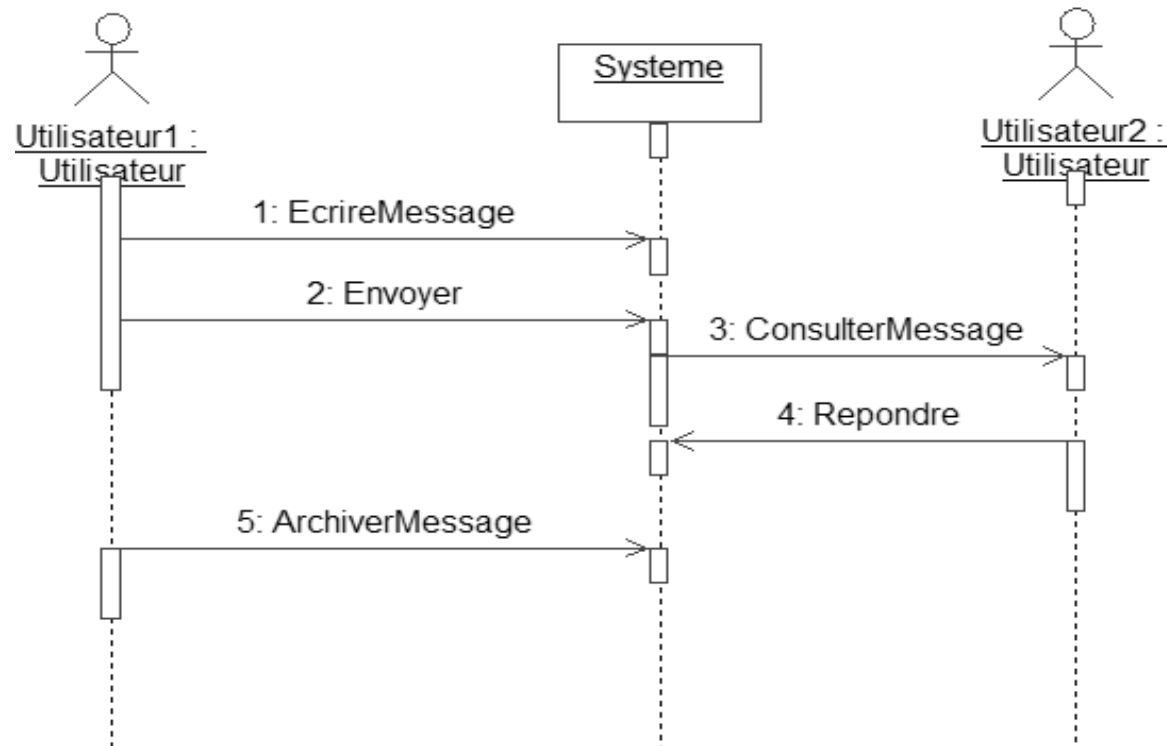 Systeme
Utilisateur1 :
Utilisateur
Utilisateur2 :
Utilisateur
1: EcrireMessage
2: Envoyer
3: ConsulterMessage
4: Repondre
5: ArchiverMessage